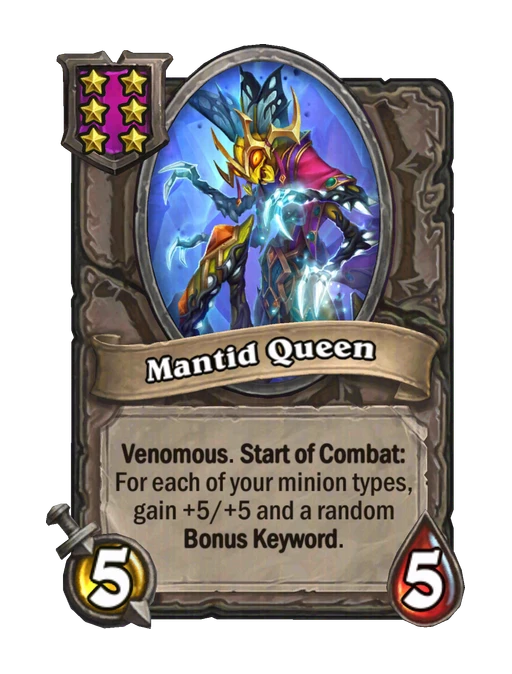 Mantid Queen
Venomous. Start of Combat:
For each of your minion types,
gain +5/+5 and a random
Bonus Keyword.
5
5